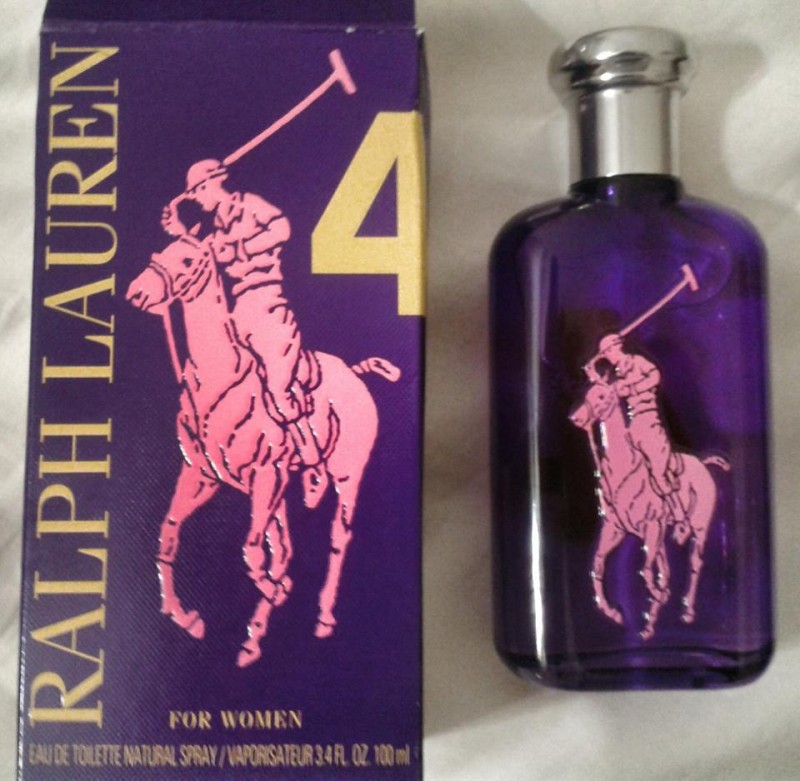 RALPH LAUREN
4
FOR WOMEN
EAU DE TOILETTE NATURAL SPRAY / VAPORISATEUR 3.4 FL. OZ. 100 ml